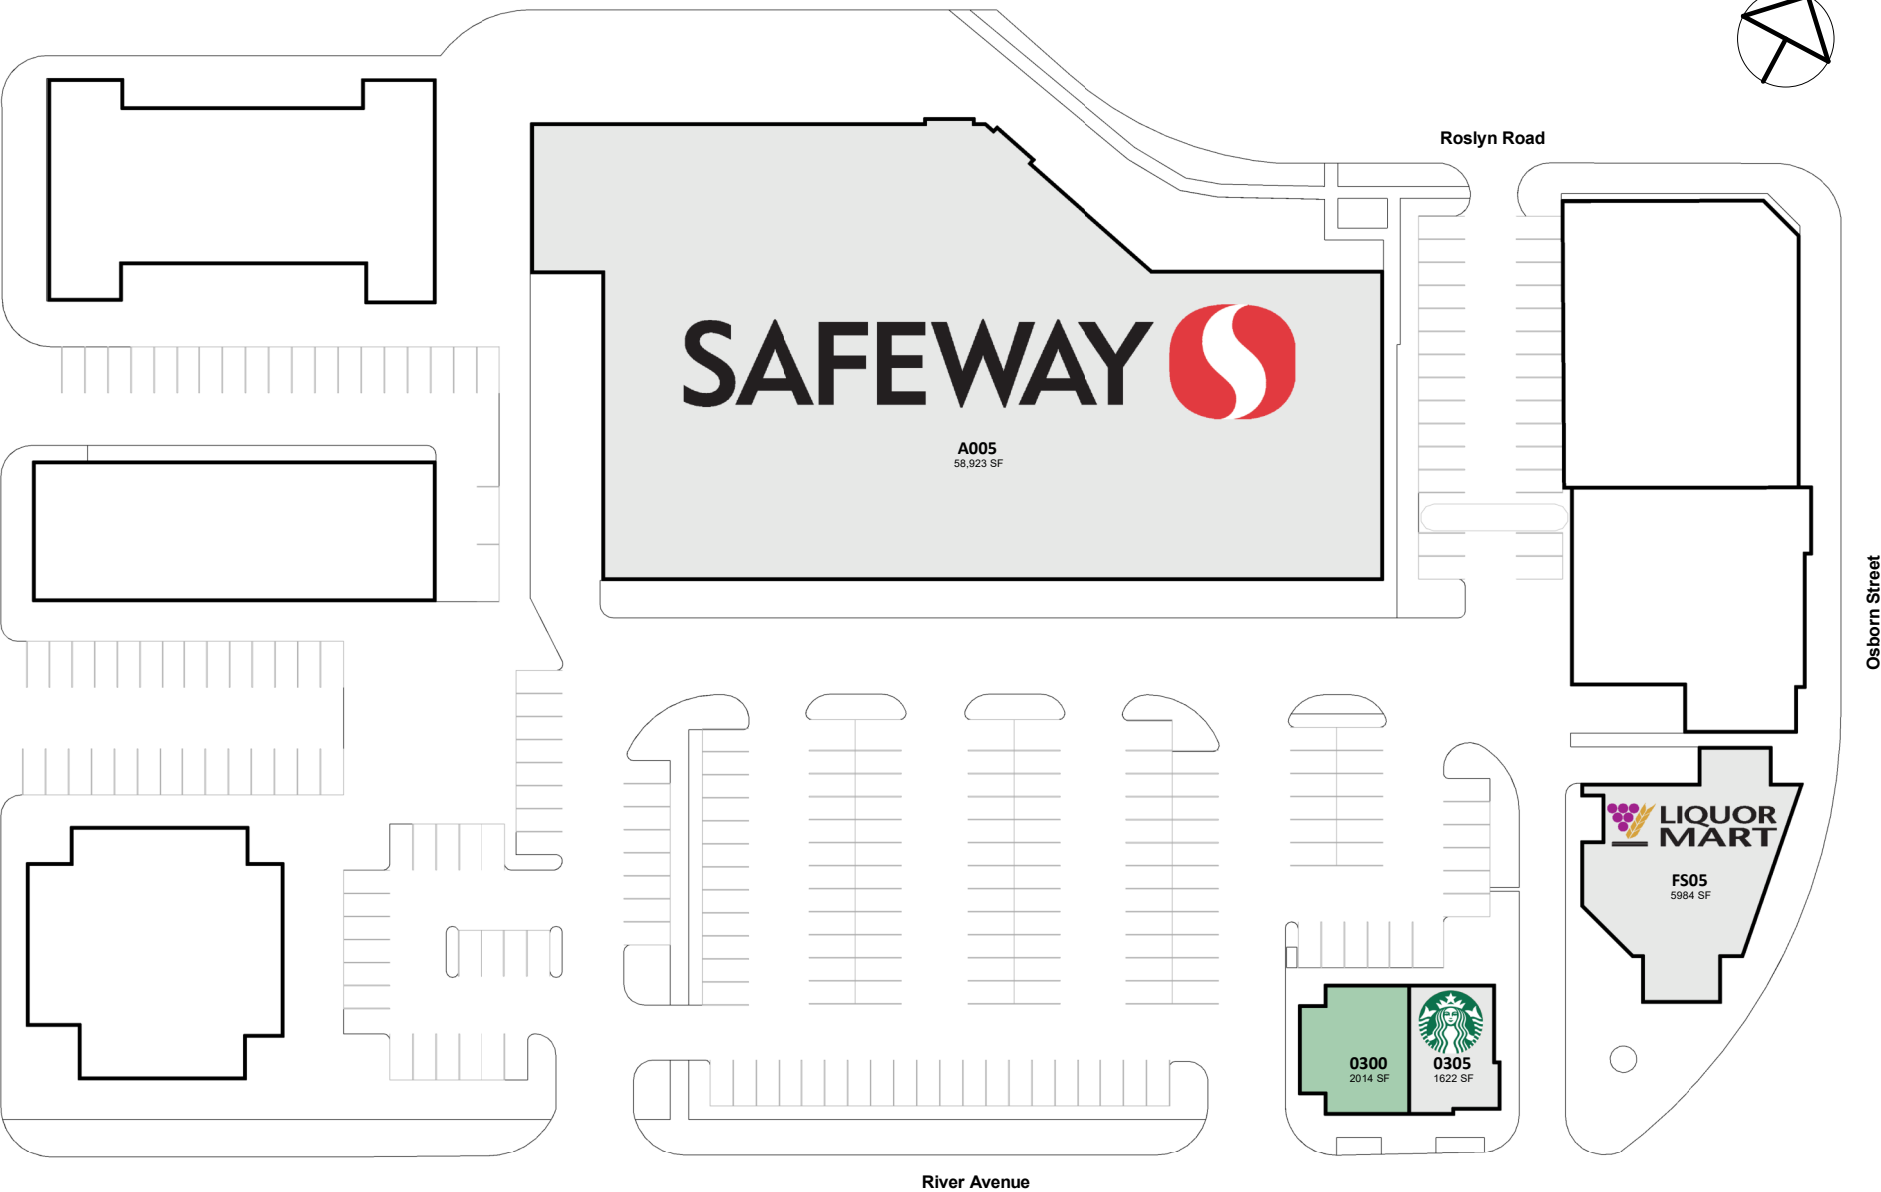 Roslyn Road
SAFEWAY
A005
58,923 SF
Osborn Street
LIQUOR
MART
FS05
5984 SF
0300
2014 SF
0305
1622 SF
River Avenue